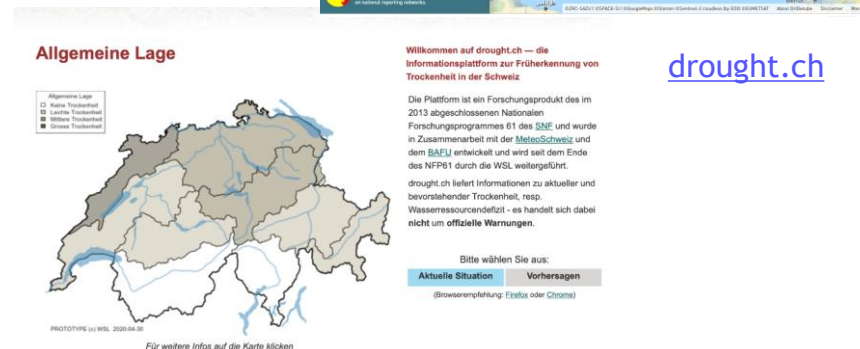 on national reporting networks.
Allgemeine Lage
Allgemeine Lage
Keine Trockenheit
Leichte Trockenheit
Mittlere Trockenheit
Grosse Trockenheit
PROTOTYPE (c) WSL 2020-04-30
Für weitere Infos auf die Karte klicken
Willkommen auf drought.ch — die
Informationsplattform zur Früherkennung von
Trockenheit in der Schweiz
Die Plattform ist ein Forschungsprodukt des im
2013 abgeschlossenen Nationalen
Forschungsprogrammes 61 des SNF und wurde
in Zusammenarbeit mit der MeteoSchweiz und
dem BAFU entwickelt und wird seit dem Ende
des NFP61 durch die WSL weitergeführt.
drought.ch liefert Informationen zu aktueller und
bevorstehender Trockenheit, resp.
Wasserressourcendefizit - es handelt sich dabei
nicht um offizielle Warnungen.
Bitte wählen Sie aus:
Aktuelle Situation Vorhersagen
(Browserempfehlung: Firefox oder Chrome)
drought.ch